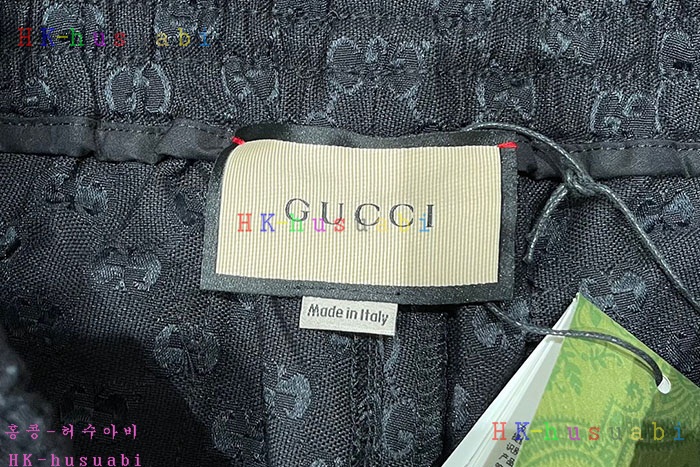 HK-husuabi
GUCCI
HK-husuabi
Made in Italy
HK-husuabi
홍콩-허수아비
HK-husuabi